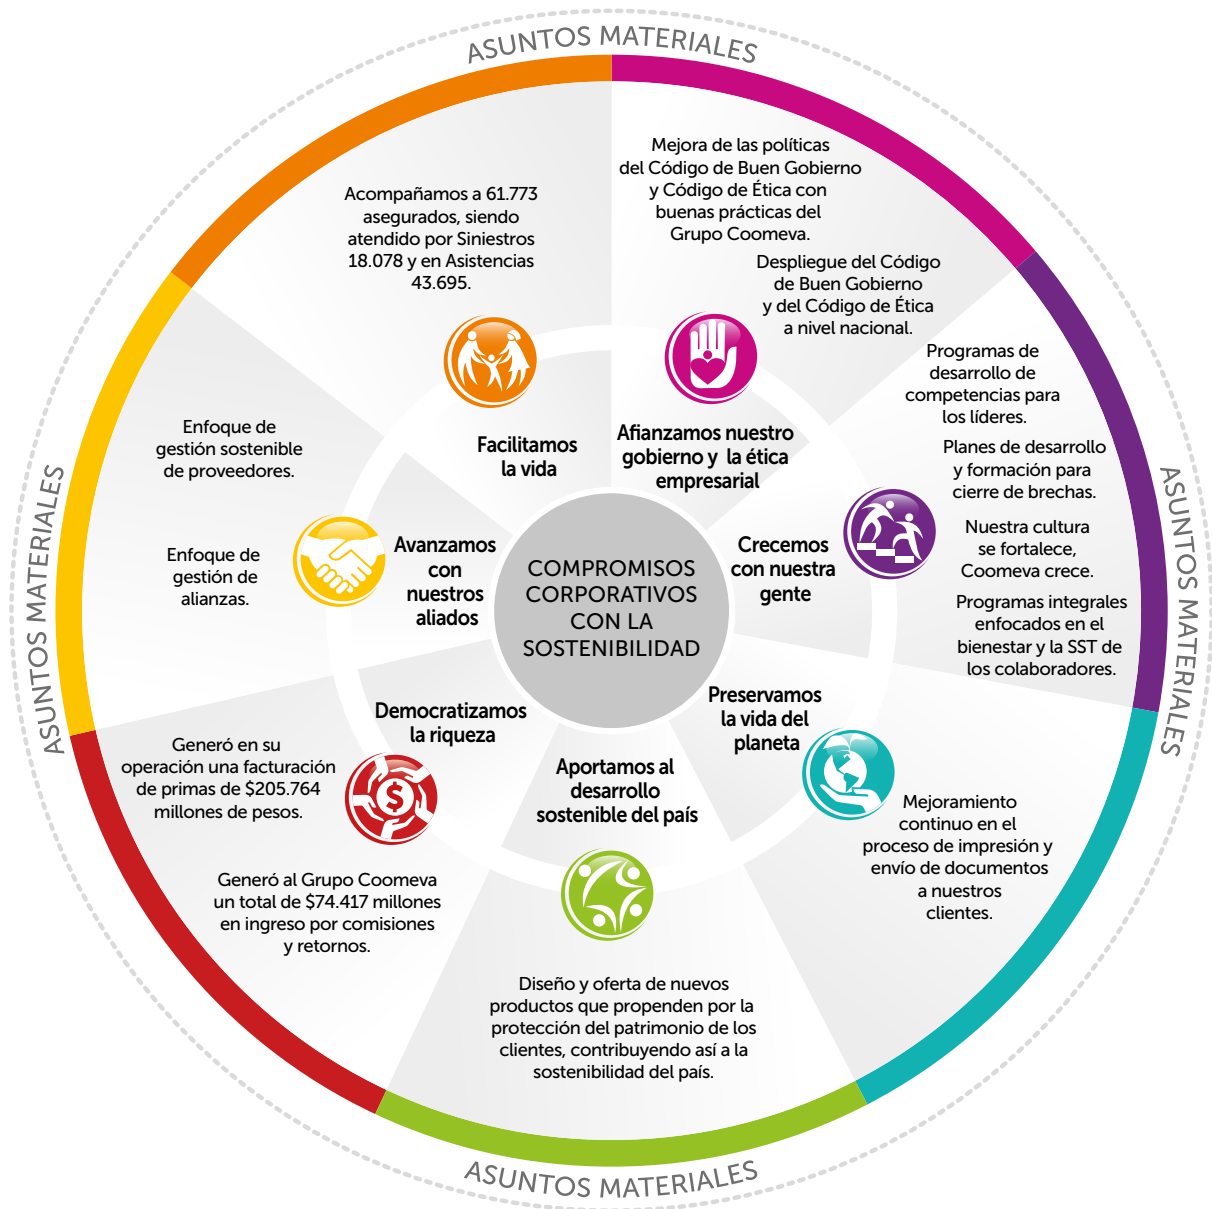 ASUNTOS MATERIALES
Mejora de las políticas
del Código de Buen Gobierno
y Código de Ética con
buenas prácticas del
Grupo Coomeva.
Despliegue del Código
de Buen Gobierno
y del Código de Ética
a nivel nacional.
Afianzamos nuestro
gobierno y la ética
empresarial
Programas de
desarrollo de
competencias para
los líderes.
Planes de desarrollo
y formación para
cierre de brechas.
Nuestra cultura
se fortalece,
Coomeva crece.
Programas integrales
enfocados en el
bienestar y la SST de
los colaboradores.
Crecemos
con nuestra
gente
ASUNTOS MATERIALES
Preservamos
la vida del
planeta
Mejoramiento
continuo en el
proceso de impresión y
envío de documentos
a nuestros
clientes.
Aportamos al
desarrollo
sostenible del país
Diseño y oferta de nuevos
productos que propenden por la
protección del patrimonio de los
clientes, contribuyendo así a la
sostenibilidad del país.
ASUNTOS MATERIALES
Democratizamos
la riqueza
$
Generó en su
operación una facturación
de primas de $205.764
millones de pesos.
Generó al Grupo Coomeva
un total de $74.417 millones
en ingreso por comisiones
y retornos.
Avanzamos
con
nuestros
aliados
Enfoque de
gestión sostenible
de proveedores.
Enfoque de
gestión de
alianzas.
ASUNTOS MATERIALES
Facilitamos
la vida
Acompañamos a 61.773
asegurados, siendo
atendido por Siniestros
18.078 y en Asistencias
43.695.
COMPROMISOS
CORPORATIVOS
CON LA
SOSTENIBILIDAD